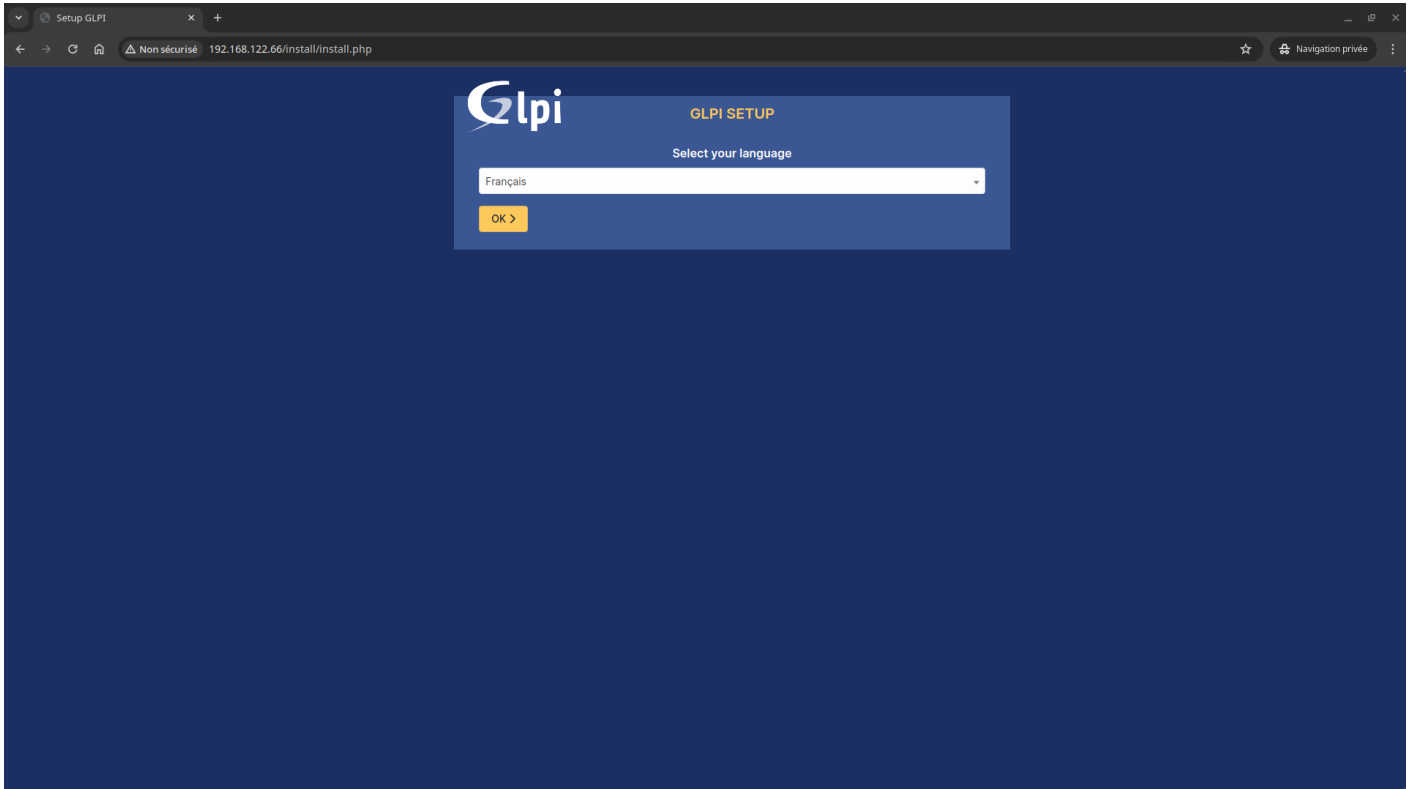 Setup GLPI
Non sécurisé 192.168.122.66/install/install.php
Navigation privée
Glpi
GLPI SETUP
Select your language
Français
OK